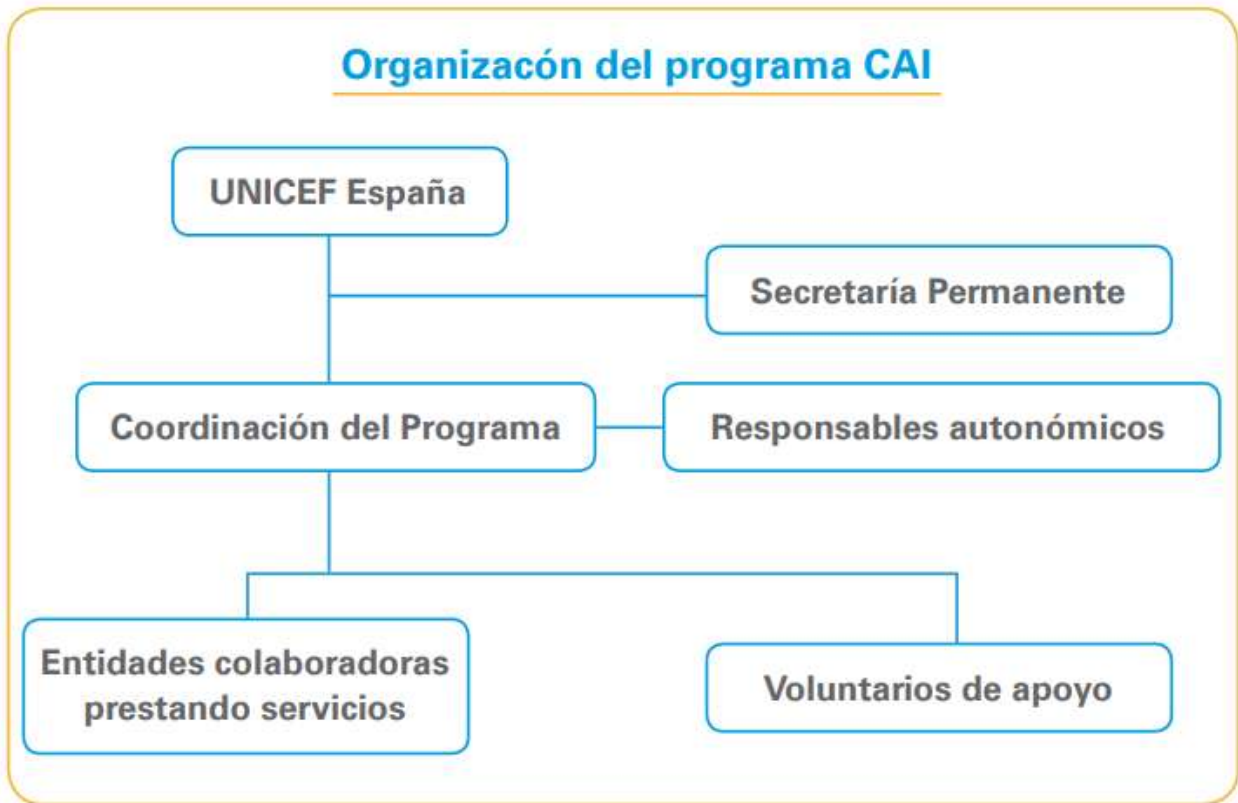 Organizacón del programa CAI
UNICEF España
Secretaría Permanente
Coordinación del Programa
Responsables autonómicos
Entidades colaboradoras
prestando servicios
Voluntarios de apoyo